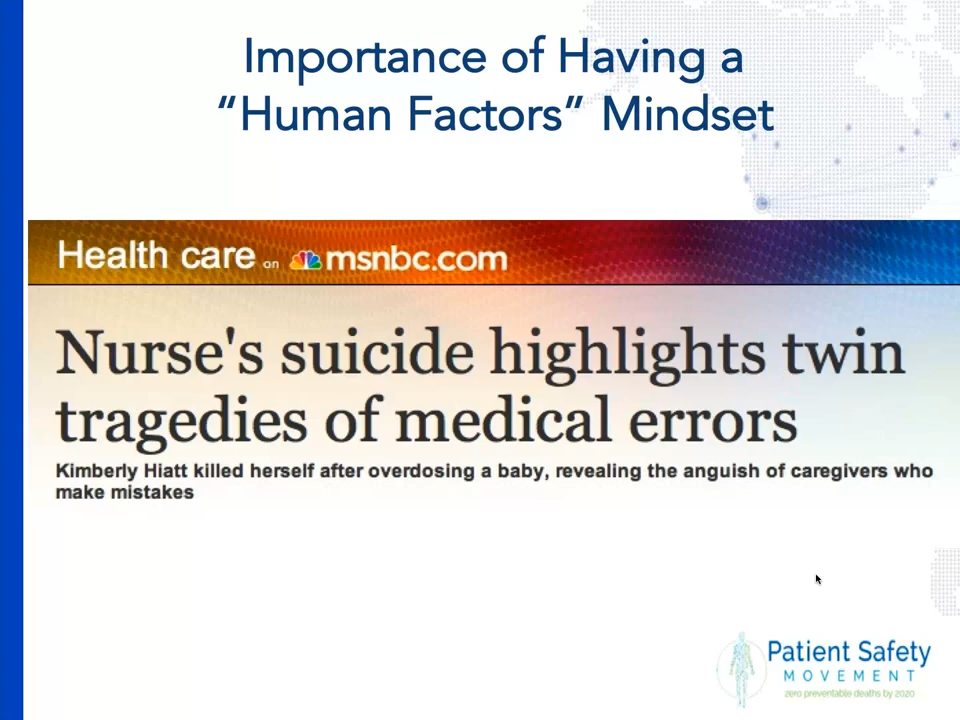 Importance of Having a
“Human Factors” Mindset
Health care on msnbc.com
Nurse's suicide highlights twin
tragedies of medical errors
Kimberly Hiatt killed herself after overdosing a baby, revealing the anguish of caregivers who
make mistakes
Patient Safety
MOVEMENT
zero preventable deaths by 2020